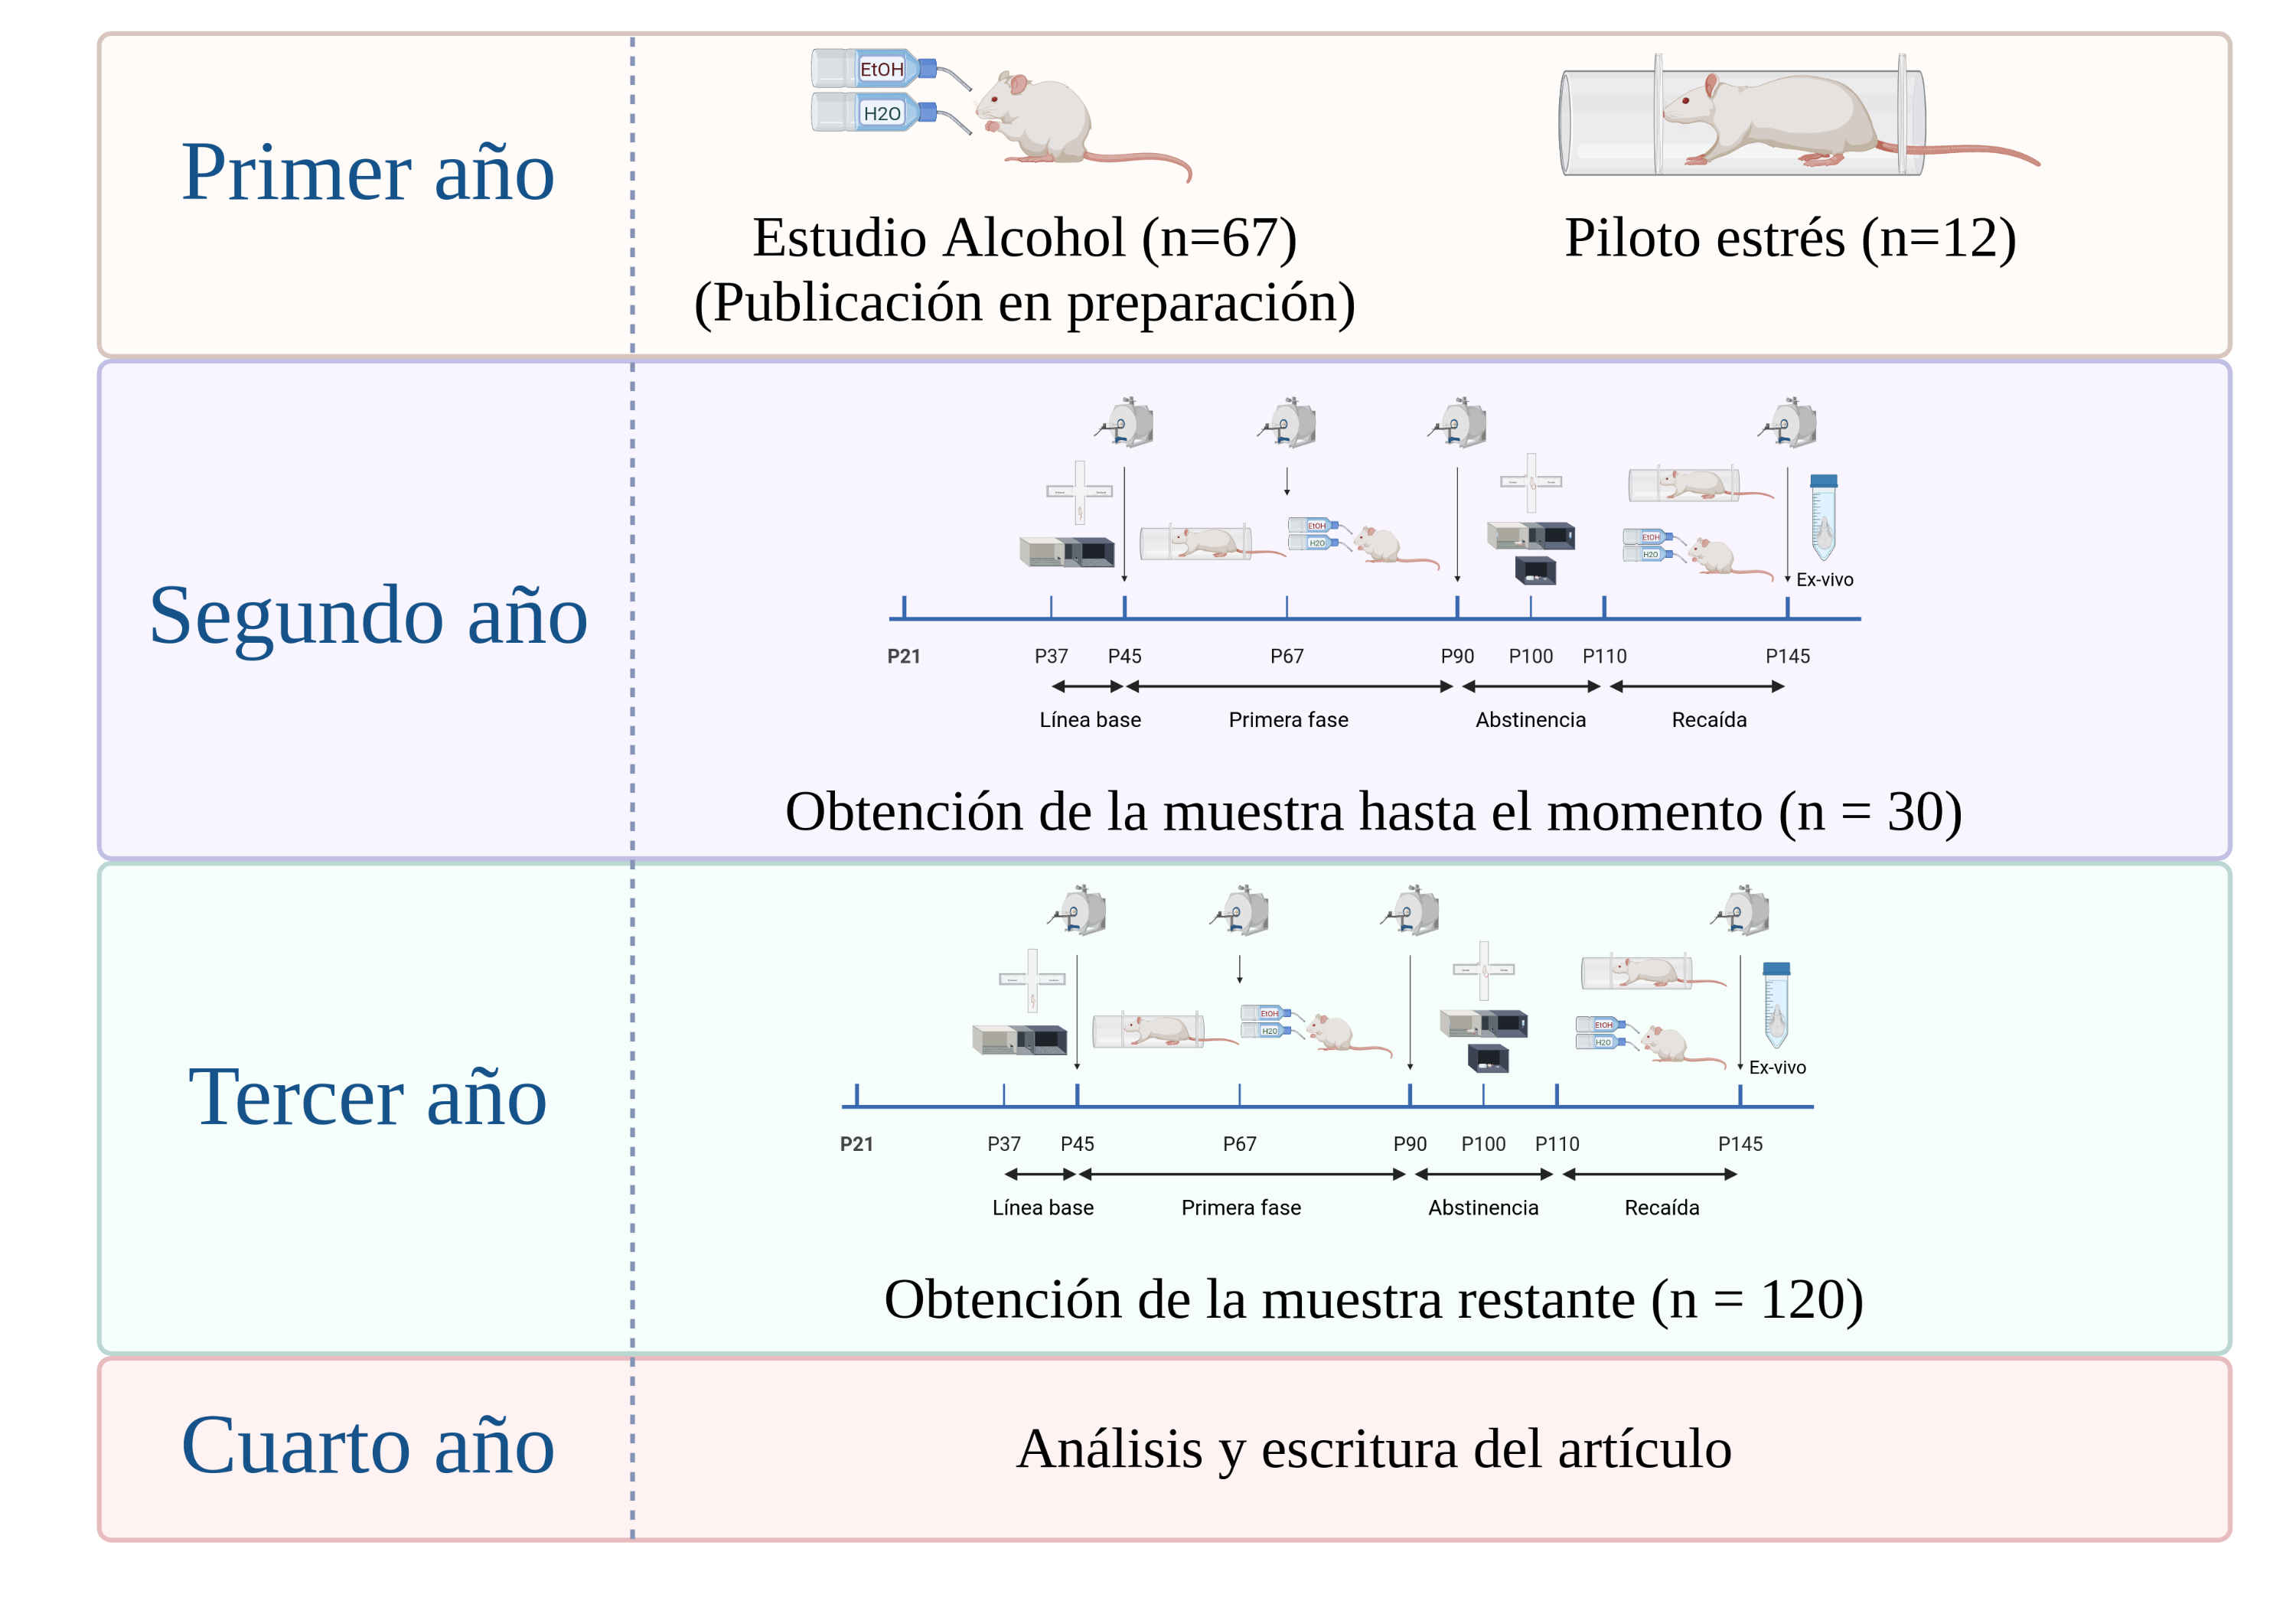 Primer año
EtOH
H2O
Estudio Alcohol (n=67)
(Publicación en preparación)
Piloto estrés (n=12)
Segundo año
EtOH
H2O
EtOH
H2O
Ex-vivo
P21 P37 P45 P67 P90 P100 P110 P145
Línea base Primera fase Abstinencia Recaída
Obtención de la muestra hasta el momento (n = 30)
Tercer año
EtOH
H2O
EtOH
H2O
Ex-vivo
P21 P37 P45 P67 P90 P100 P110 P145
Línea base Primera fase Abstinencia Recaída
Obtención de la muestra restante (n = 120)
Cuarto año
Análisis y escritura del artículo